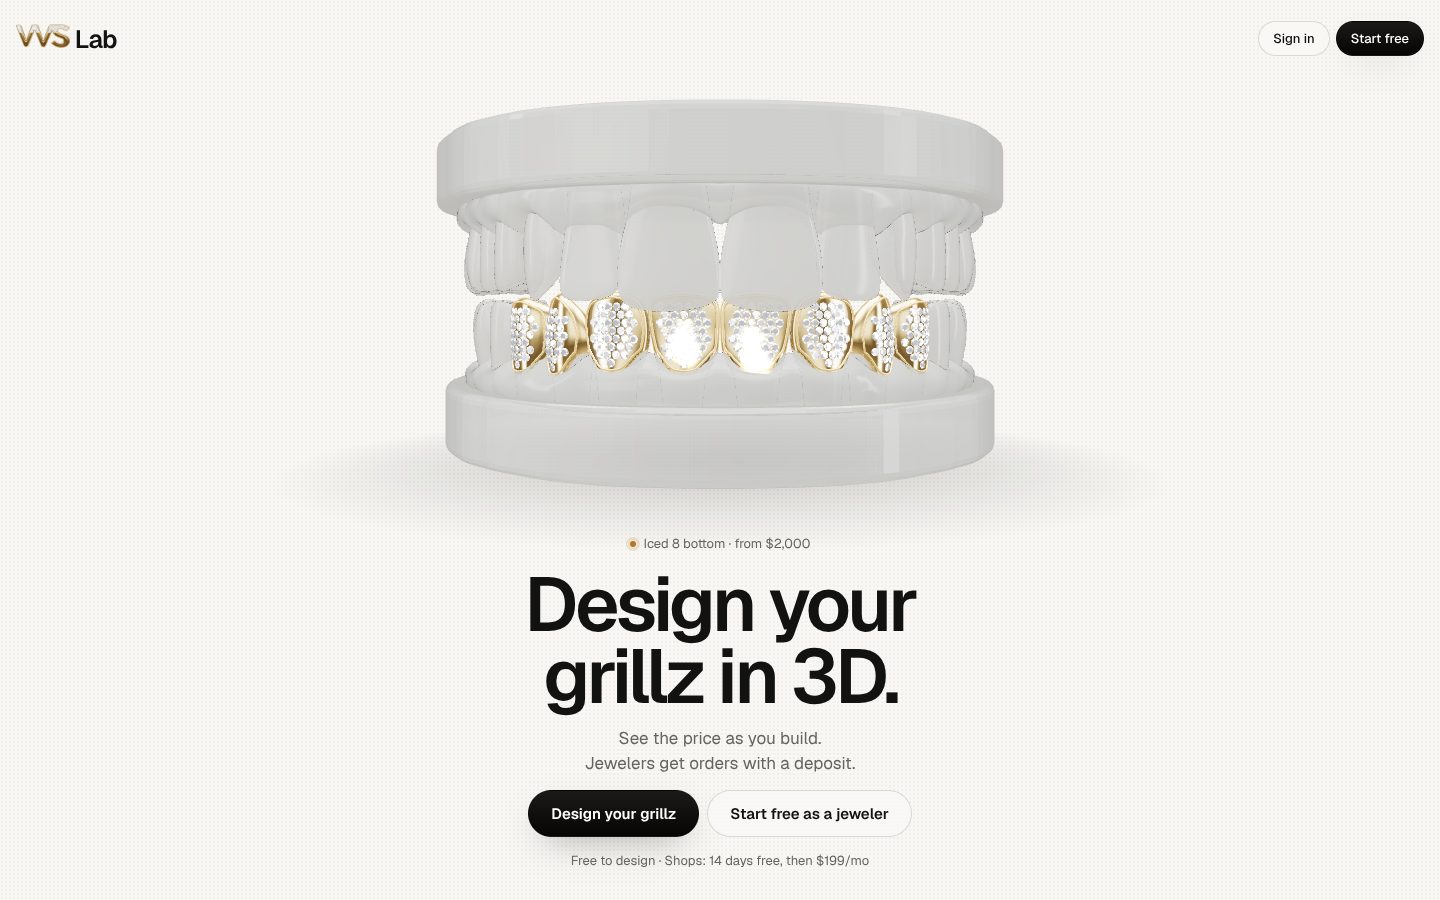 VVS Lab
Sign in
Start free
Iced 8 bottom · from $2,000
Design your
grillz in 3D.
See the price as you build.
Jewelers get orders with a deposit.
Design your grillz
Start free as a jeweler
Free to design · Shops: 14 days free, then $199/mo